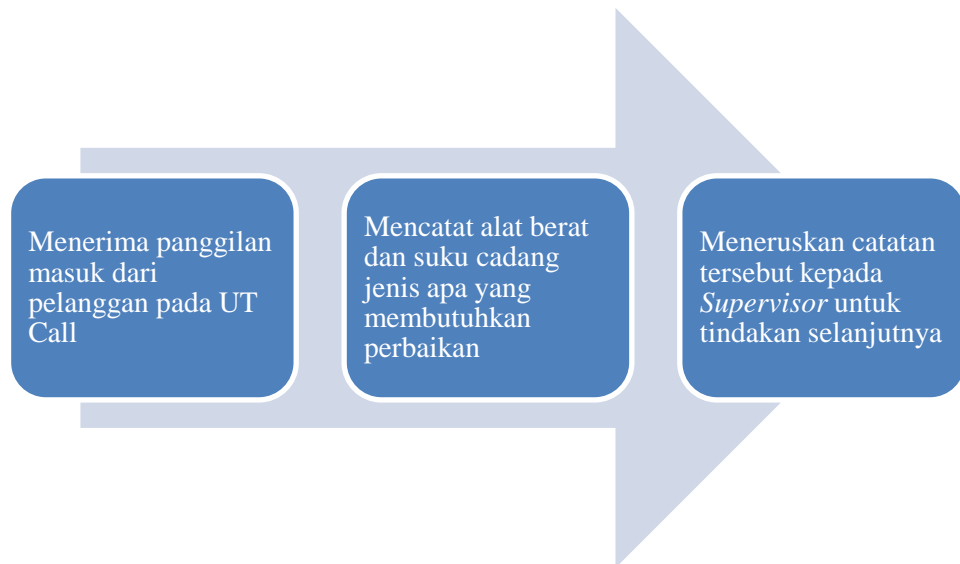 Menerima panggilan
masuk dari
pelanggan pada UT
Call
Mencatat alat berat
dan suku cadang
jenis apa yang
membutuhkan
perbaikan
Meneruskan catatan
tersebut kepada
Supervisor untuk
tindakan selanjutnya